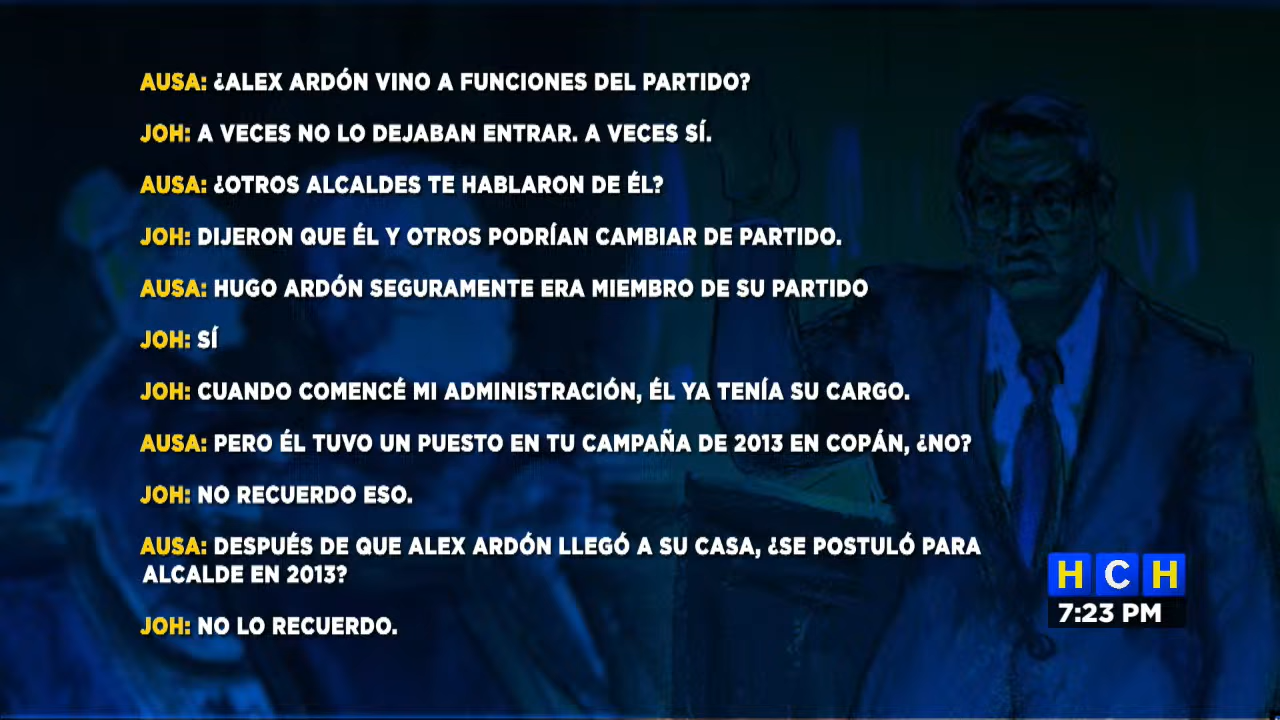 AUSA: ¿ALEX ARDÓN VINO A FUNCIONES DEL PARTIDO?
JOH: A VECES NO LO DEJABAN ENTRAR. A VECES SÍ.
AUSA: ¿OTROS ALCALDES TE HABLARON DE ÉL?
JOH: DIJERON QUE ÉL Y OTROS PODRÍAN CAMBIAR DE PARTIDO.
AUSA: HUGO ARDÓN SEGURAMENTE ERA MIEMBRO DE SU PARTIDO
JOH: SÍ
JOH: CUANDO COMENCÉ MI ADMINISTRACIÓN, ÉL YA TENÍA SU CARGO.
AUSA: PERO ÉL TUVO UN PUESTO EN TU CAMPAÑA DE 2013 EN COPÁN, ¿NO?
JOH: NO RECUERDO ESO.
AUSA: DESPUÉS DE QUE ALEX ARDÓN LLEGÓ A SU CASA, ¿SE POSTULÓ PARA
ALCALDE EN 2013?
JOH: NO LO RECUERDO.
HCH
7:23 PM